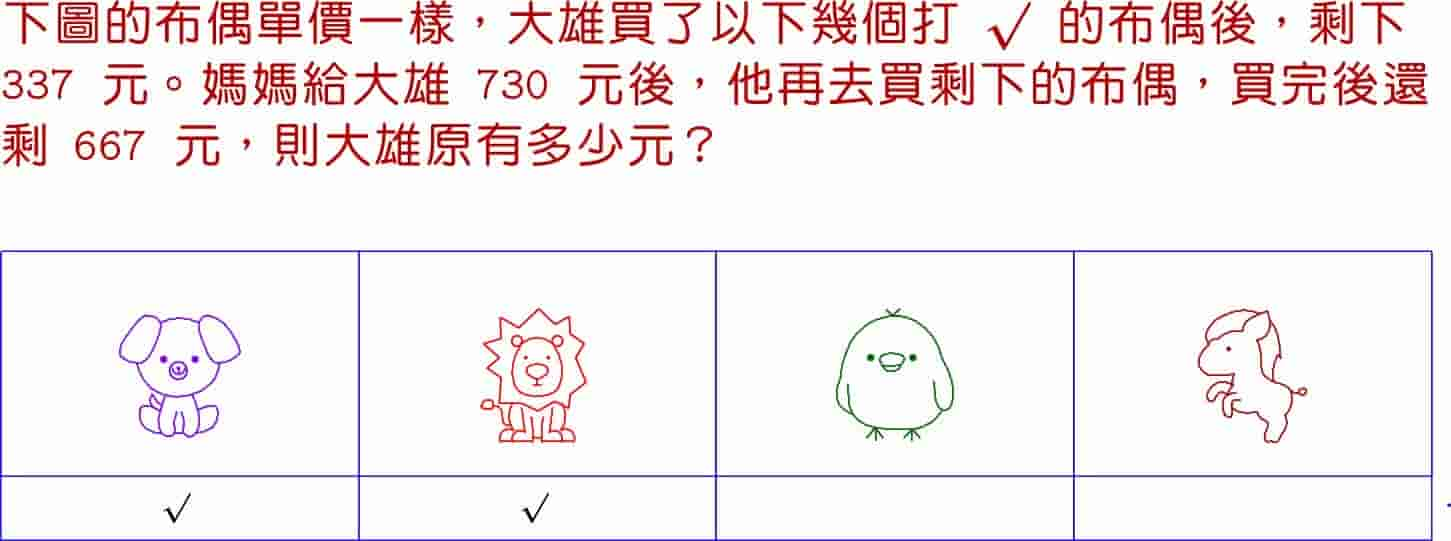 下圖的布偶單價一樣，大雄買了以下幾個打 √ 的布偶後，剩下
337 元。媽媽給大雄 730 元後，他再去買剩下的布偶，買完後還
剩 667 元，則大雄原有多少元？
√ √